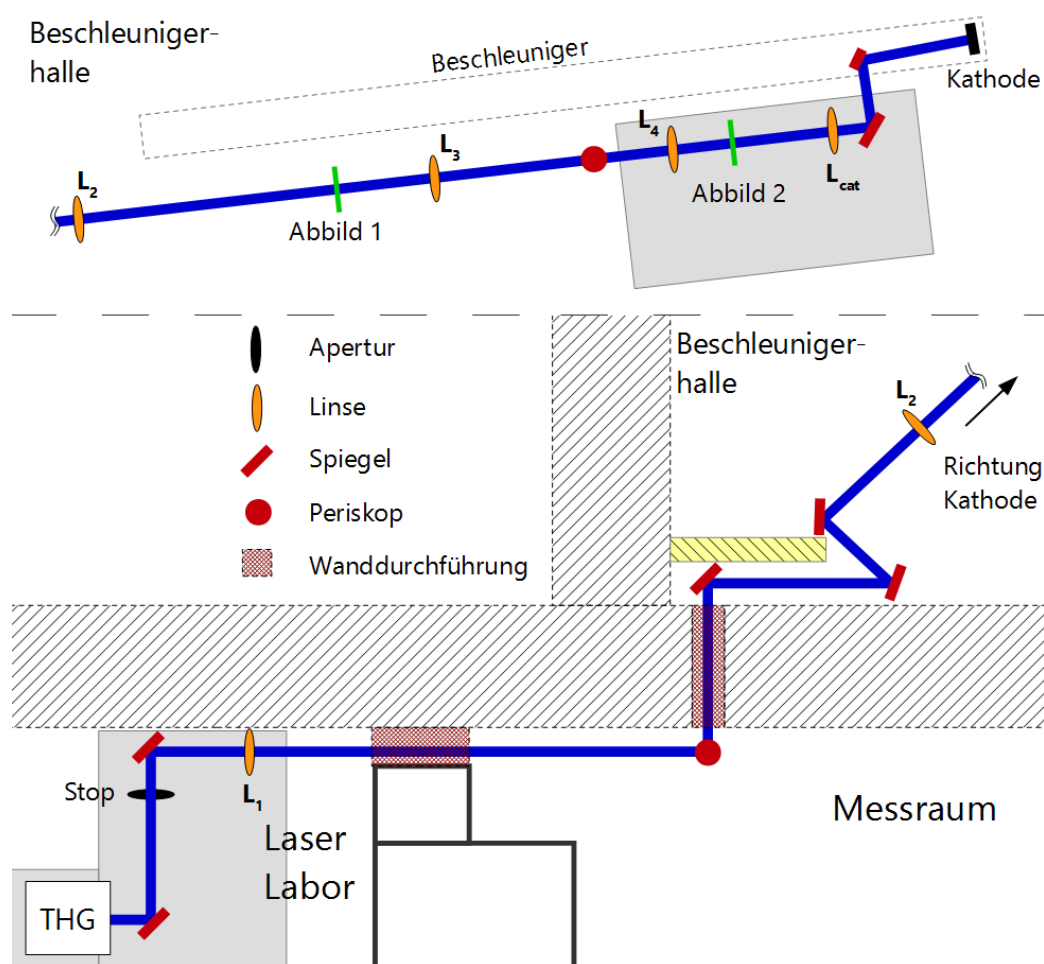 Beschleuniger-
halle
Beschleuniger
Kathode
L2
L3
L4
Lcat
Abbild 1
Abbild 2
Apertur
Linse
Spiegel
Periskop
Wanddurchführung
Beschleuniger-
halle
L2
Richtung
Kathode
Stop
L1
Laser
Labor
THG
Messraum